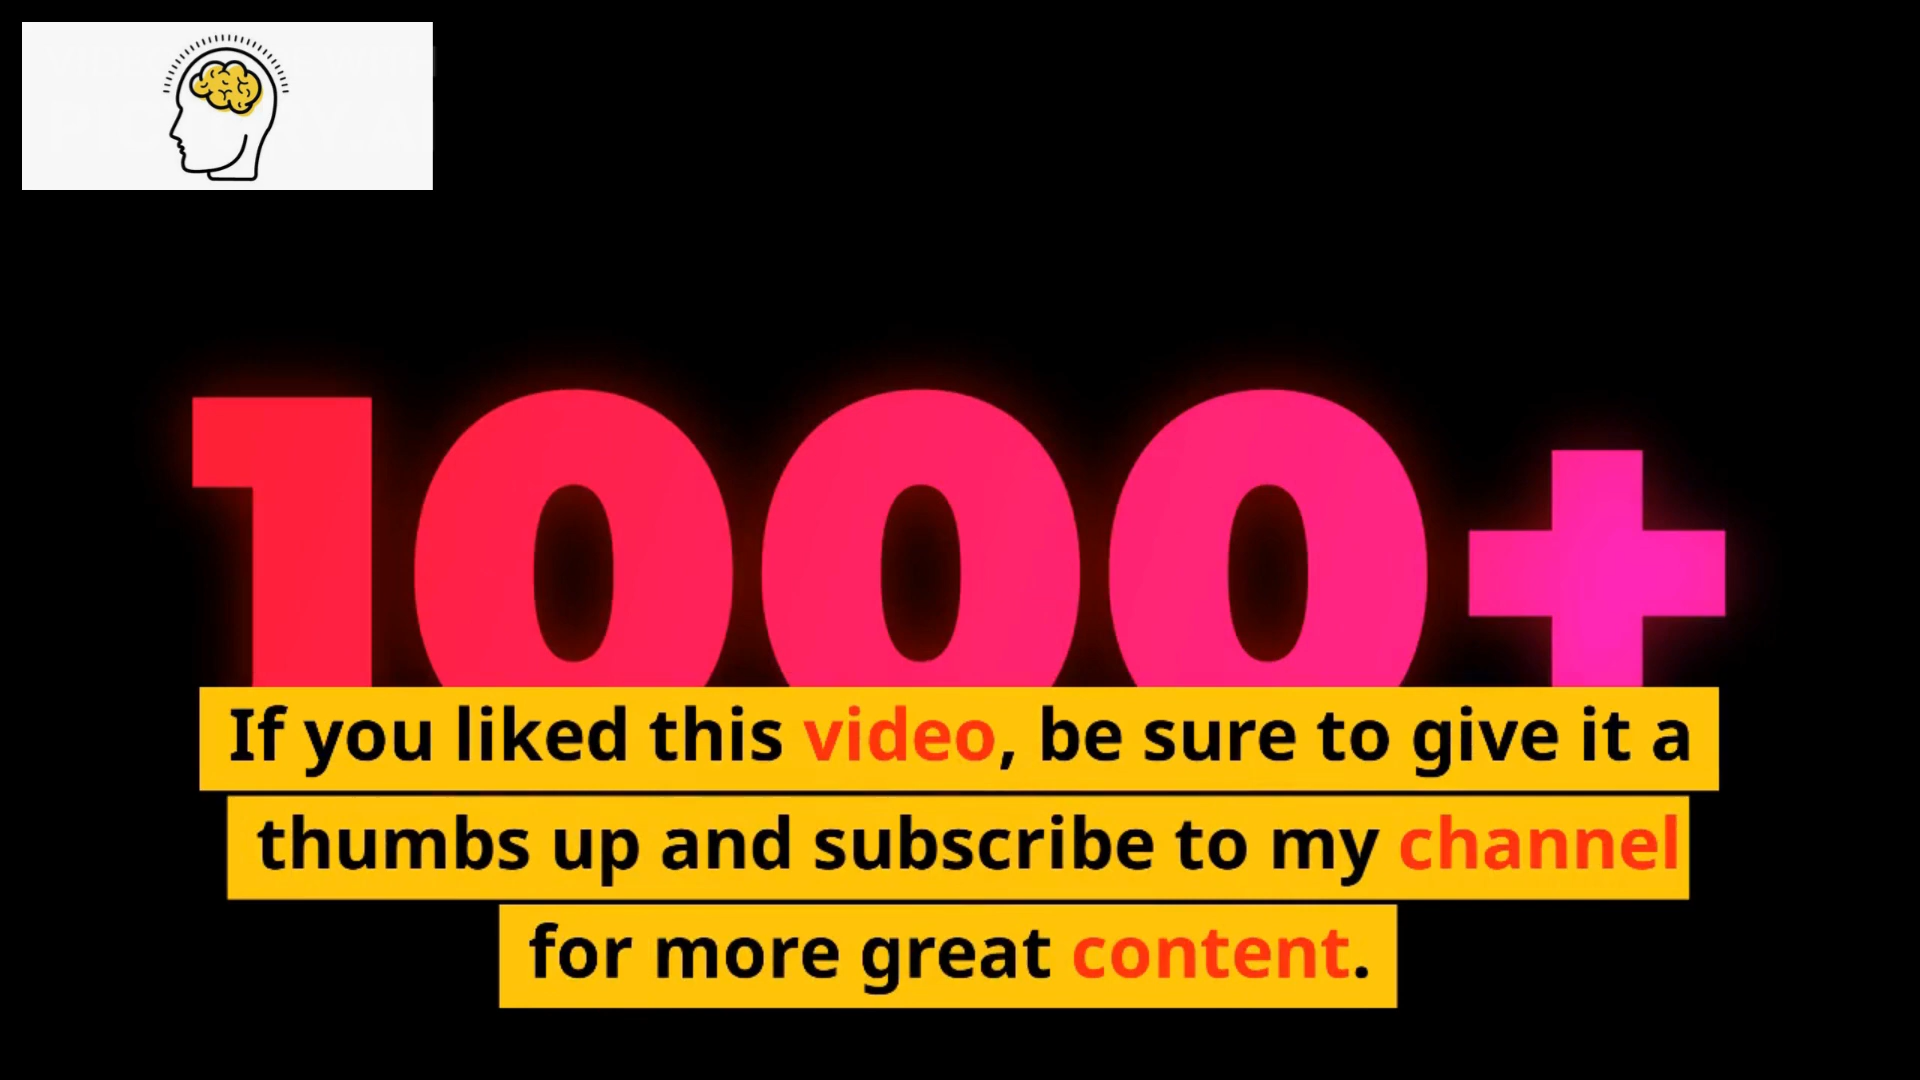 1000+
If you liked this video, be sure to give it a
thumbs up and subscribe to my channel
for more great content.